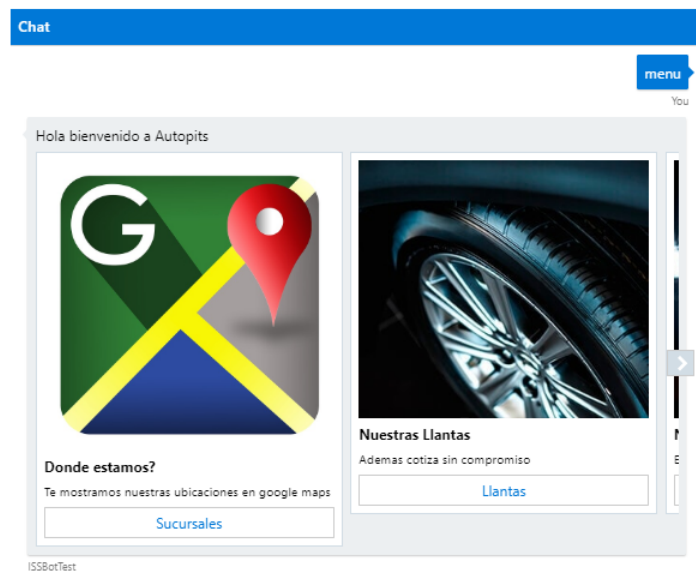 Chat
menu
You
Hola bienvenido a Autopits
G
Donde estamos?
Te mostramos nuestras ubicaciones en google maps
Sucursales
Nuestras Llantas
Ademas cotiza sin compromiso
Llantas
ISSBotTest